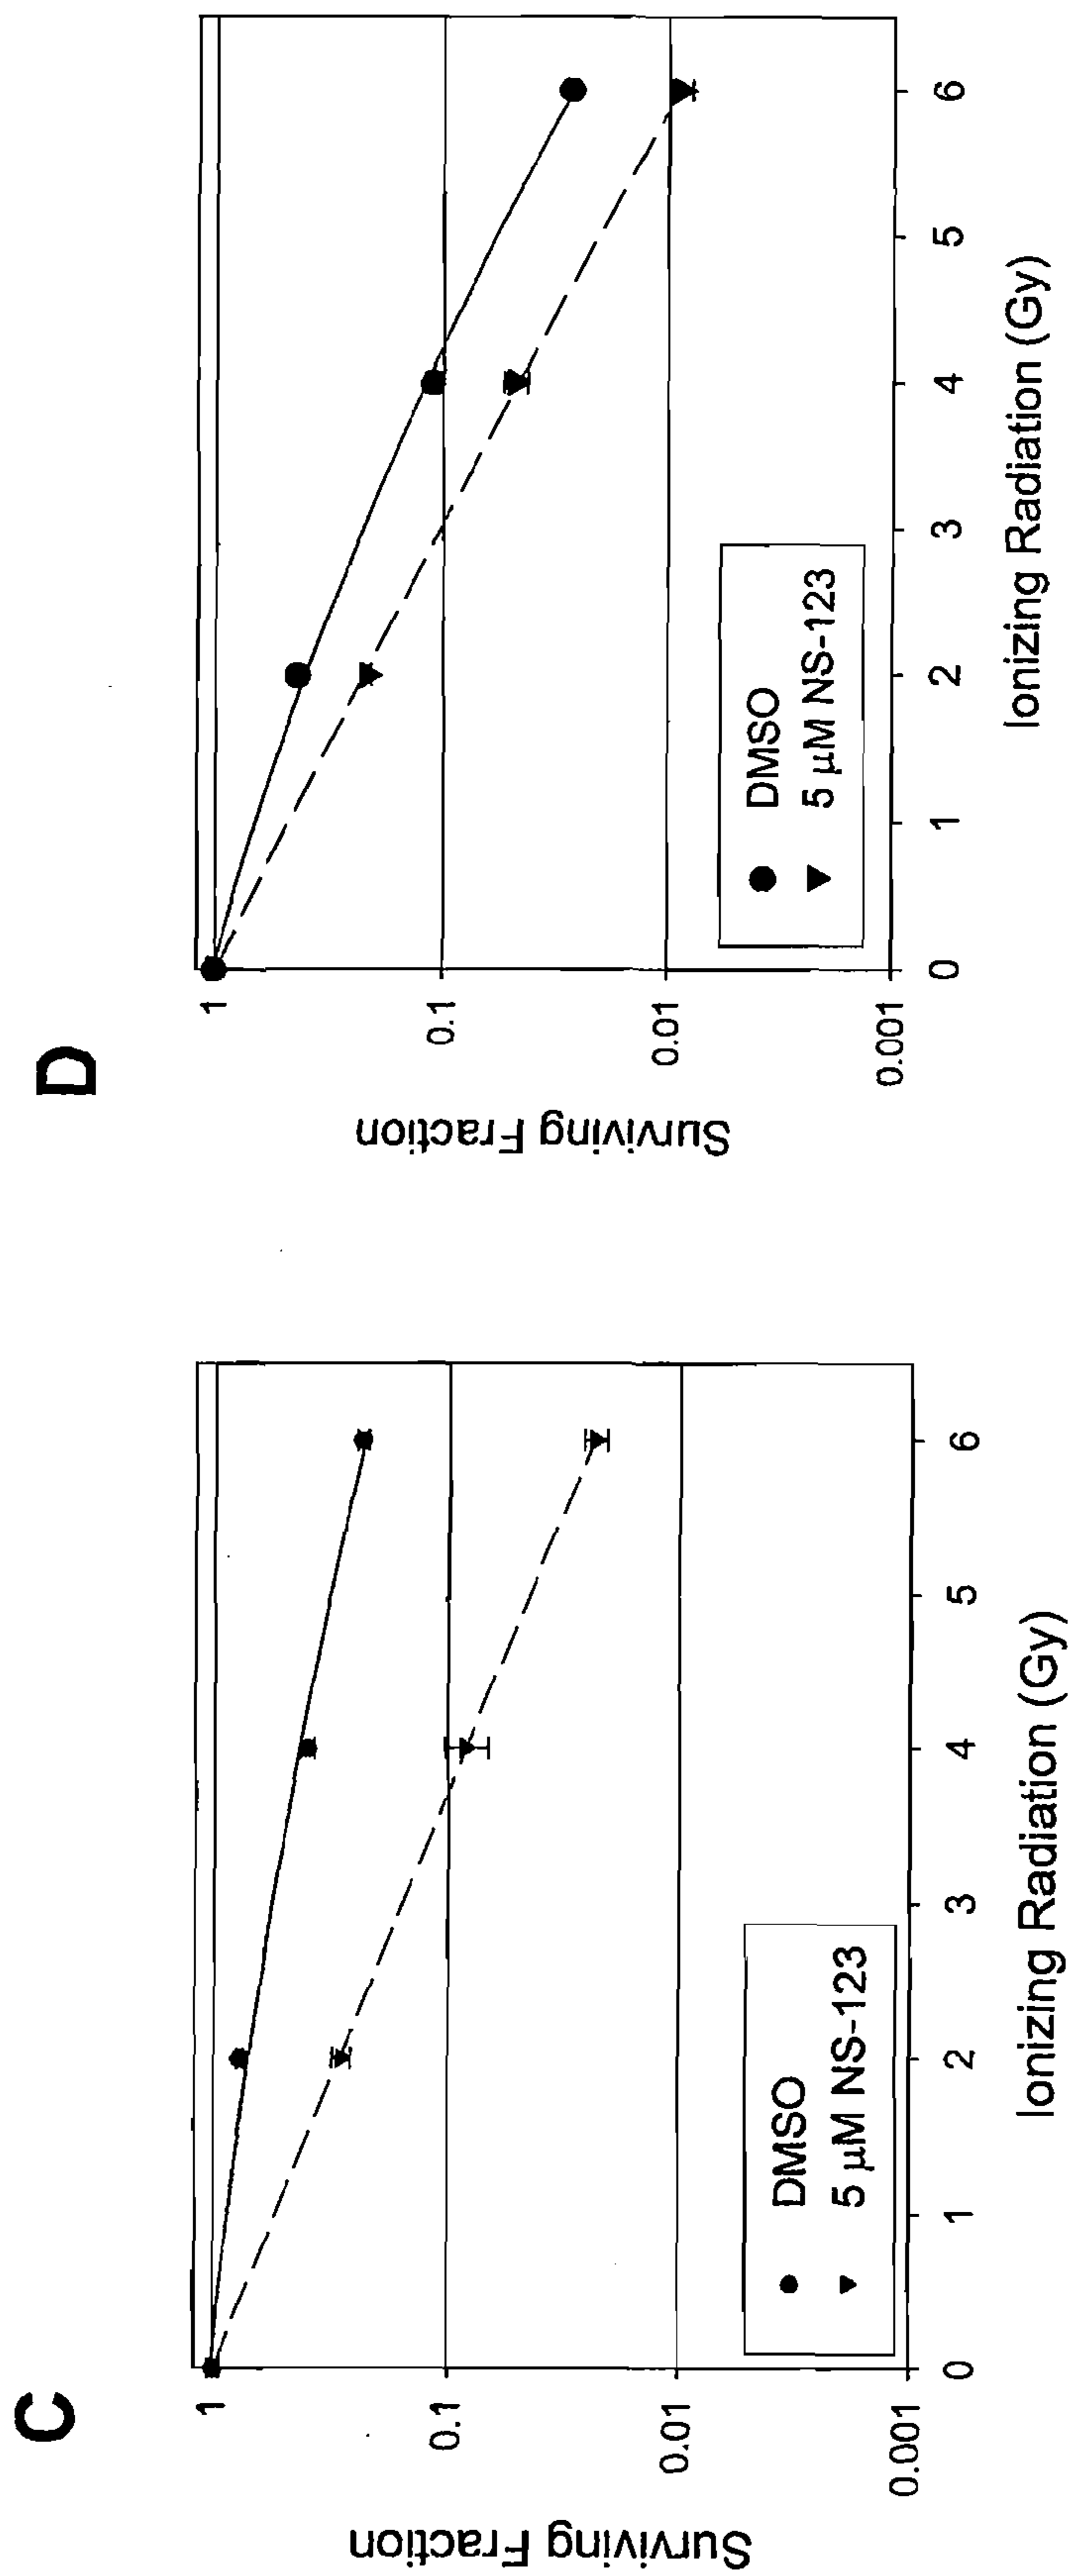 C
Surviving Fraction
1
0.1
0.01
0.001
0 1 2 3 4 5 6
Ionizing Radiation (Gy)
DMSO
5 µM NS-123
D
Surviving Fraction
1
0.1
0.01
0.001
0 1 2 3 4 5 6
Ionizing Radiation (Gy)
DMSO
5 µM NS-123